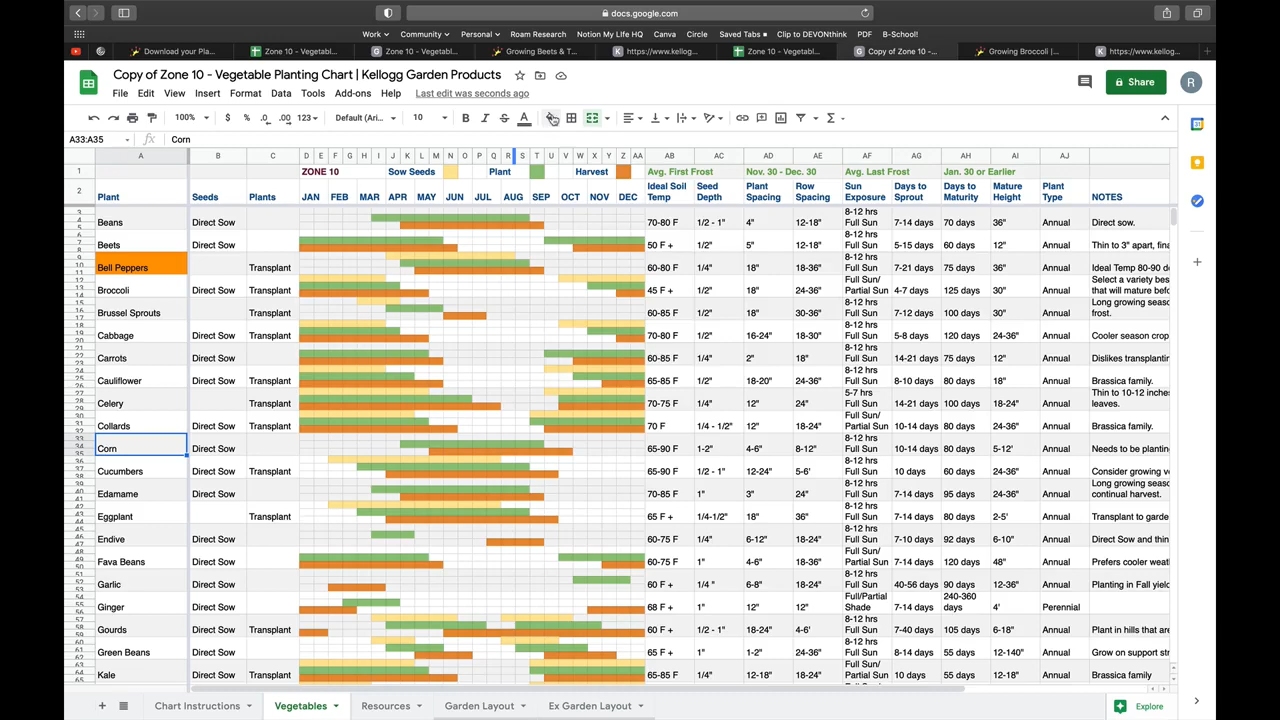 docs.google.com
Work Community Personal Roam Research Notion My Life HQ Canva Circle Saved Tabs Clip to DEVONthink PDF B-School!
Download your Pla... Zone 10 - Vegetabl... Zone 10 - Vegetabl... Growing Beets & T... https://www.kellog... Zone 10 - Vegetabl... Copy of Zone 10 -... Growing Broccoli |... https://www.kellog...
Copy of Zone 10 - Vegetable Planting Chart | Kellogg Garden Products
Share R
File Edit View Insert Format Data Tools Add-ons Help Last edit was seconds ago
100% $ % .0 .00 123 Default (Ari... 10 B I S A
A33:A35 fx Corn
A B C D E F G H I J K L M N O P Q R S T U V W X Y Z AA AB AC AD AE AF AG AH AI AJ
1 ZONE 10 Sow Seeds Plant Harvest Avg. First Frost Nov. 30 - Dec. 30 Avg. Last Frost Jan. 30 or Earlier
2 Ideal Soil Seed Plant Row Sun Days to Days to Mature Plant
Plant Seeds Plants JAN FEB MAR APR MAY JUN JUL AUG SEP OCT NOV DEC Temp Depth Spacing Spacing Exposure Sprout Maturity Height Type NOTES
8-12 hrs
Beans Direct Sow 70-80 F 1/2 - 1" 4" 12-18" Full Sun 7-14 days 70 days 36" Annual Direct sow.
8-12 hrs
Beets Direct Sow 50 F + 1/2" 5" 12-18" Full Sun 5-15 days 60 days 12" Annual Thin to 3" apart, fina
8-12 hrs
Bell Peppers Transplant 60-80 F 1/4" 18" 18-36" Full Sun 7-21 days 75 days 36" Annual Ideal Temp 80-90 de
8-12 hrs Full Sun/ Select a variety bes
Broccoli Direct Sow Transplant 45 F + 1/2" 18" 24-36" Partial Sun 4-7 days 125 days 30" Annual that will mature befor
8-12 hrs Long growing seaso
Brussel Sprouts Transplant 60-85 F 1/2" 18" 30-36" Full Sun 7-12 days 100 days 30" Annual frost.
8-12 hrs
Cabbage Direct Sow Transplant 70-80 F 1/2" 16-24" 18-30" Full Sun 5-8 days 120 days 24-36" Annual Cooler season crop
8-12 hrs
Carrots Direct Sow 60-85 F 1/4" 2" 18" Full Sun 14-21 days 75 days 12" Annual Dislikes transplantin
8-12 hrs
Cauliflower Direct Sow Transplant 65-85 F 1/2" 18-20" 24-36" Full Sun 8-10 days 80 days 18" Annual Brassica family.
5-7 hrs Thin to 10-12 inches
Celery Transplant 70-75 F 1/4" 12" 24" Full Sun 14-21 days 100 days 18-24" Annual leaves.
Full Sun/
Collards Direct Sow Transplant 70 F 1/4 - 1/2" 12" 18-24" Partial Sun 10-14 days 80 days 24-36" Annual Brassica family.
8-12 hrs
Corn Direct Sow 65-90 F 1-2" 4-6" 8-12" Full Sun 10-14 days 80 days 5-12' Annual Needs to be planting
8-12 hrs
Cucumbers Direct Sow Transplant 65-90 F 1/2 - 1" 12-24" 5-6' Full Sun 10 days 60 days 24-36" Annual Consider growing ve
8-12 hrs Long growing seaso
Edamame Direct Sow 70-85 F 1" 3" 24" Full Sun 7-14 days 95 days 24-36" Annual continual harvest.
8-12 hrs
Eggplant Transplant 65 F + 1/4-1/2" 18" 36" Full Sun 7-14 days 80 days 2-5' Annual Transplant to garde
8-12 hrs
Endive Direct Sow 60-75 F 1/4" 6-12" 18-24" Full Sun 7-10 days 92 days 6-10" Annual Direct Sow and thin
Full Sun/
Fava Beans Direct Sow 60-75 F 1/4" 4-6" 18-36" Partial Sun 7-14 days 120 days 48" Annual Prefers cooler weat
8-12 hrs
Garlic Direct Sow 60 F + 1/4 " 6-8" 18-24" Full Sun 40-56 days 90 days 12-36" Annual Planting in Fall yield
Full/Partial 240-360
Ginger Direct Sow 68 F + 1" 12" 12" Shade 7-14 days days 4' Perennial
8-12 hrs
Gourds Direct Sow Transplant 60 F + 1/2 - 1" 18-24" 4-6' Full Sun 7-40 days 105 days 6-18" Annual Plant in hills that are
8-12 hrs
Green Beans Direct Sow 65 F + 1" 1-2" 24-36" Full Sun 8-14 days 55 days 12-140" Annual Grow on support str
Full Sun/
Kale Direct Sow Transplant 65-85 F 1/4" 12-18" 18-24" Partial Sun 10 days 55 days 12-18" Annual Brassica family
Chart Instructions Vegetables Resources Garden Layout Ex Garden Layout Explore